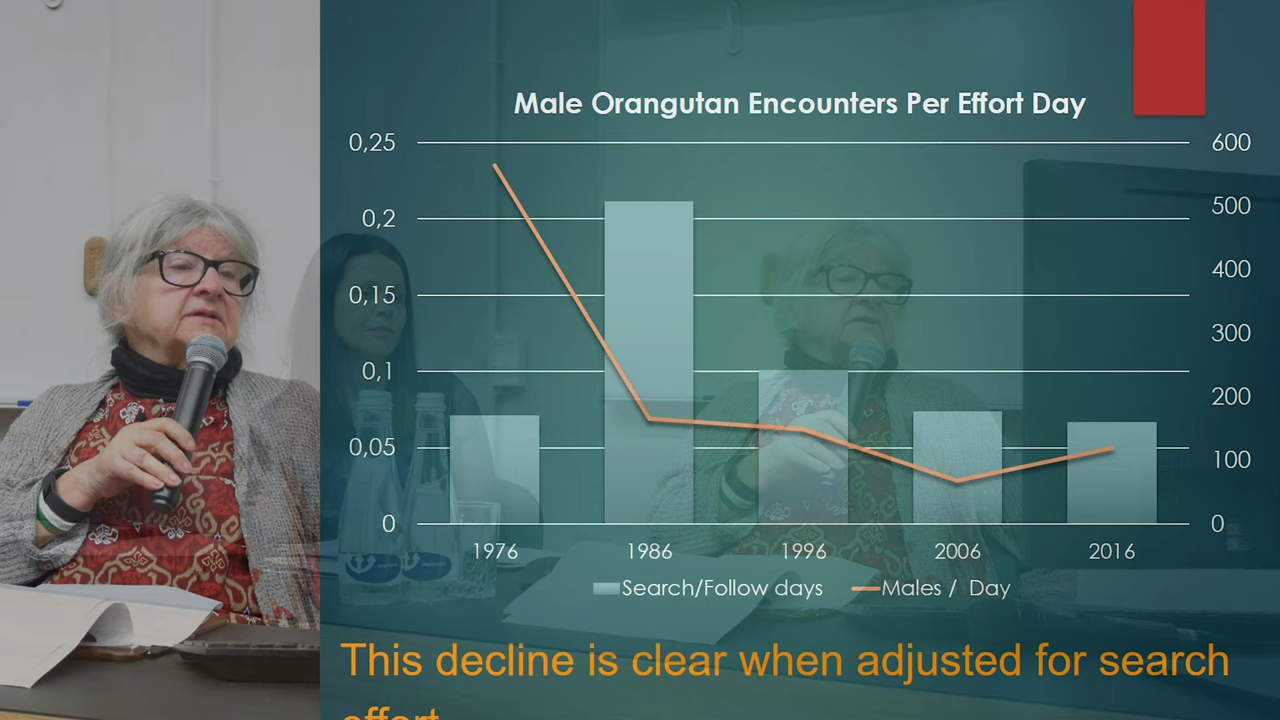 Male Orangutan Encounters Per Effort Day
0,25
0,2
0,15
0,1
0,05
0
600
500
400
300
200
100
0
1976 1986 1996 2006 2016
Search/Follow days Males / Day
This decline is clear when adjusted for search
effort